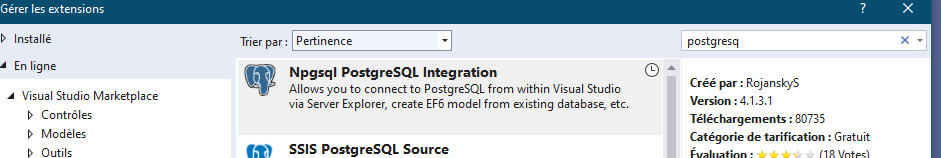 Gérer les extensions
?
Installé
En ligne
Visual Studio Marketplace
Contrôles
Modèles
Outils
Trier par : Pertinence
Npgsql PostgreSQL Integration
Allows you to connect to PostgreSQL from within Visual Studio
via Server Explorer, create EF6 model from existing database, etc.
SSIS PostgreSQL Source
postgresq
Créé par : RojanskyS
Version : 4.1.3.1
Téléchargements : 80735
Catégorie de tarification : Gratuit
Évaluation : (18 Votes)